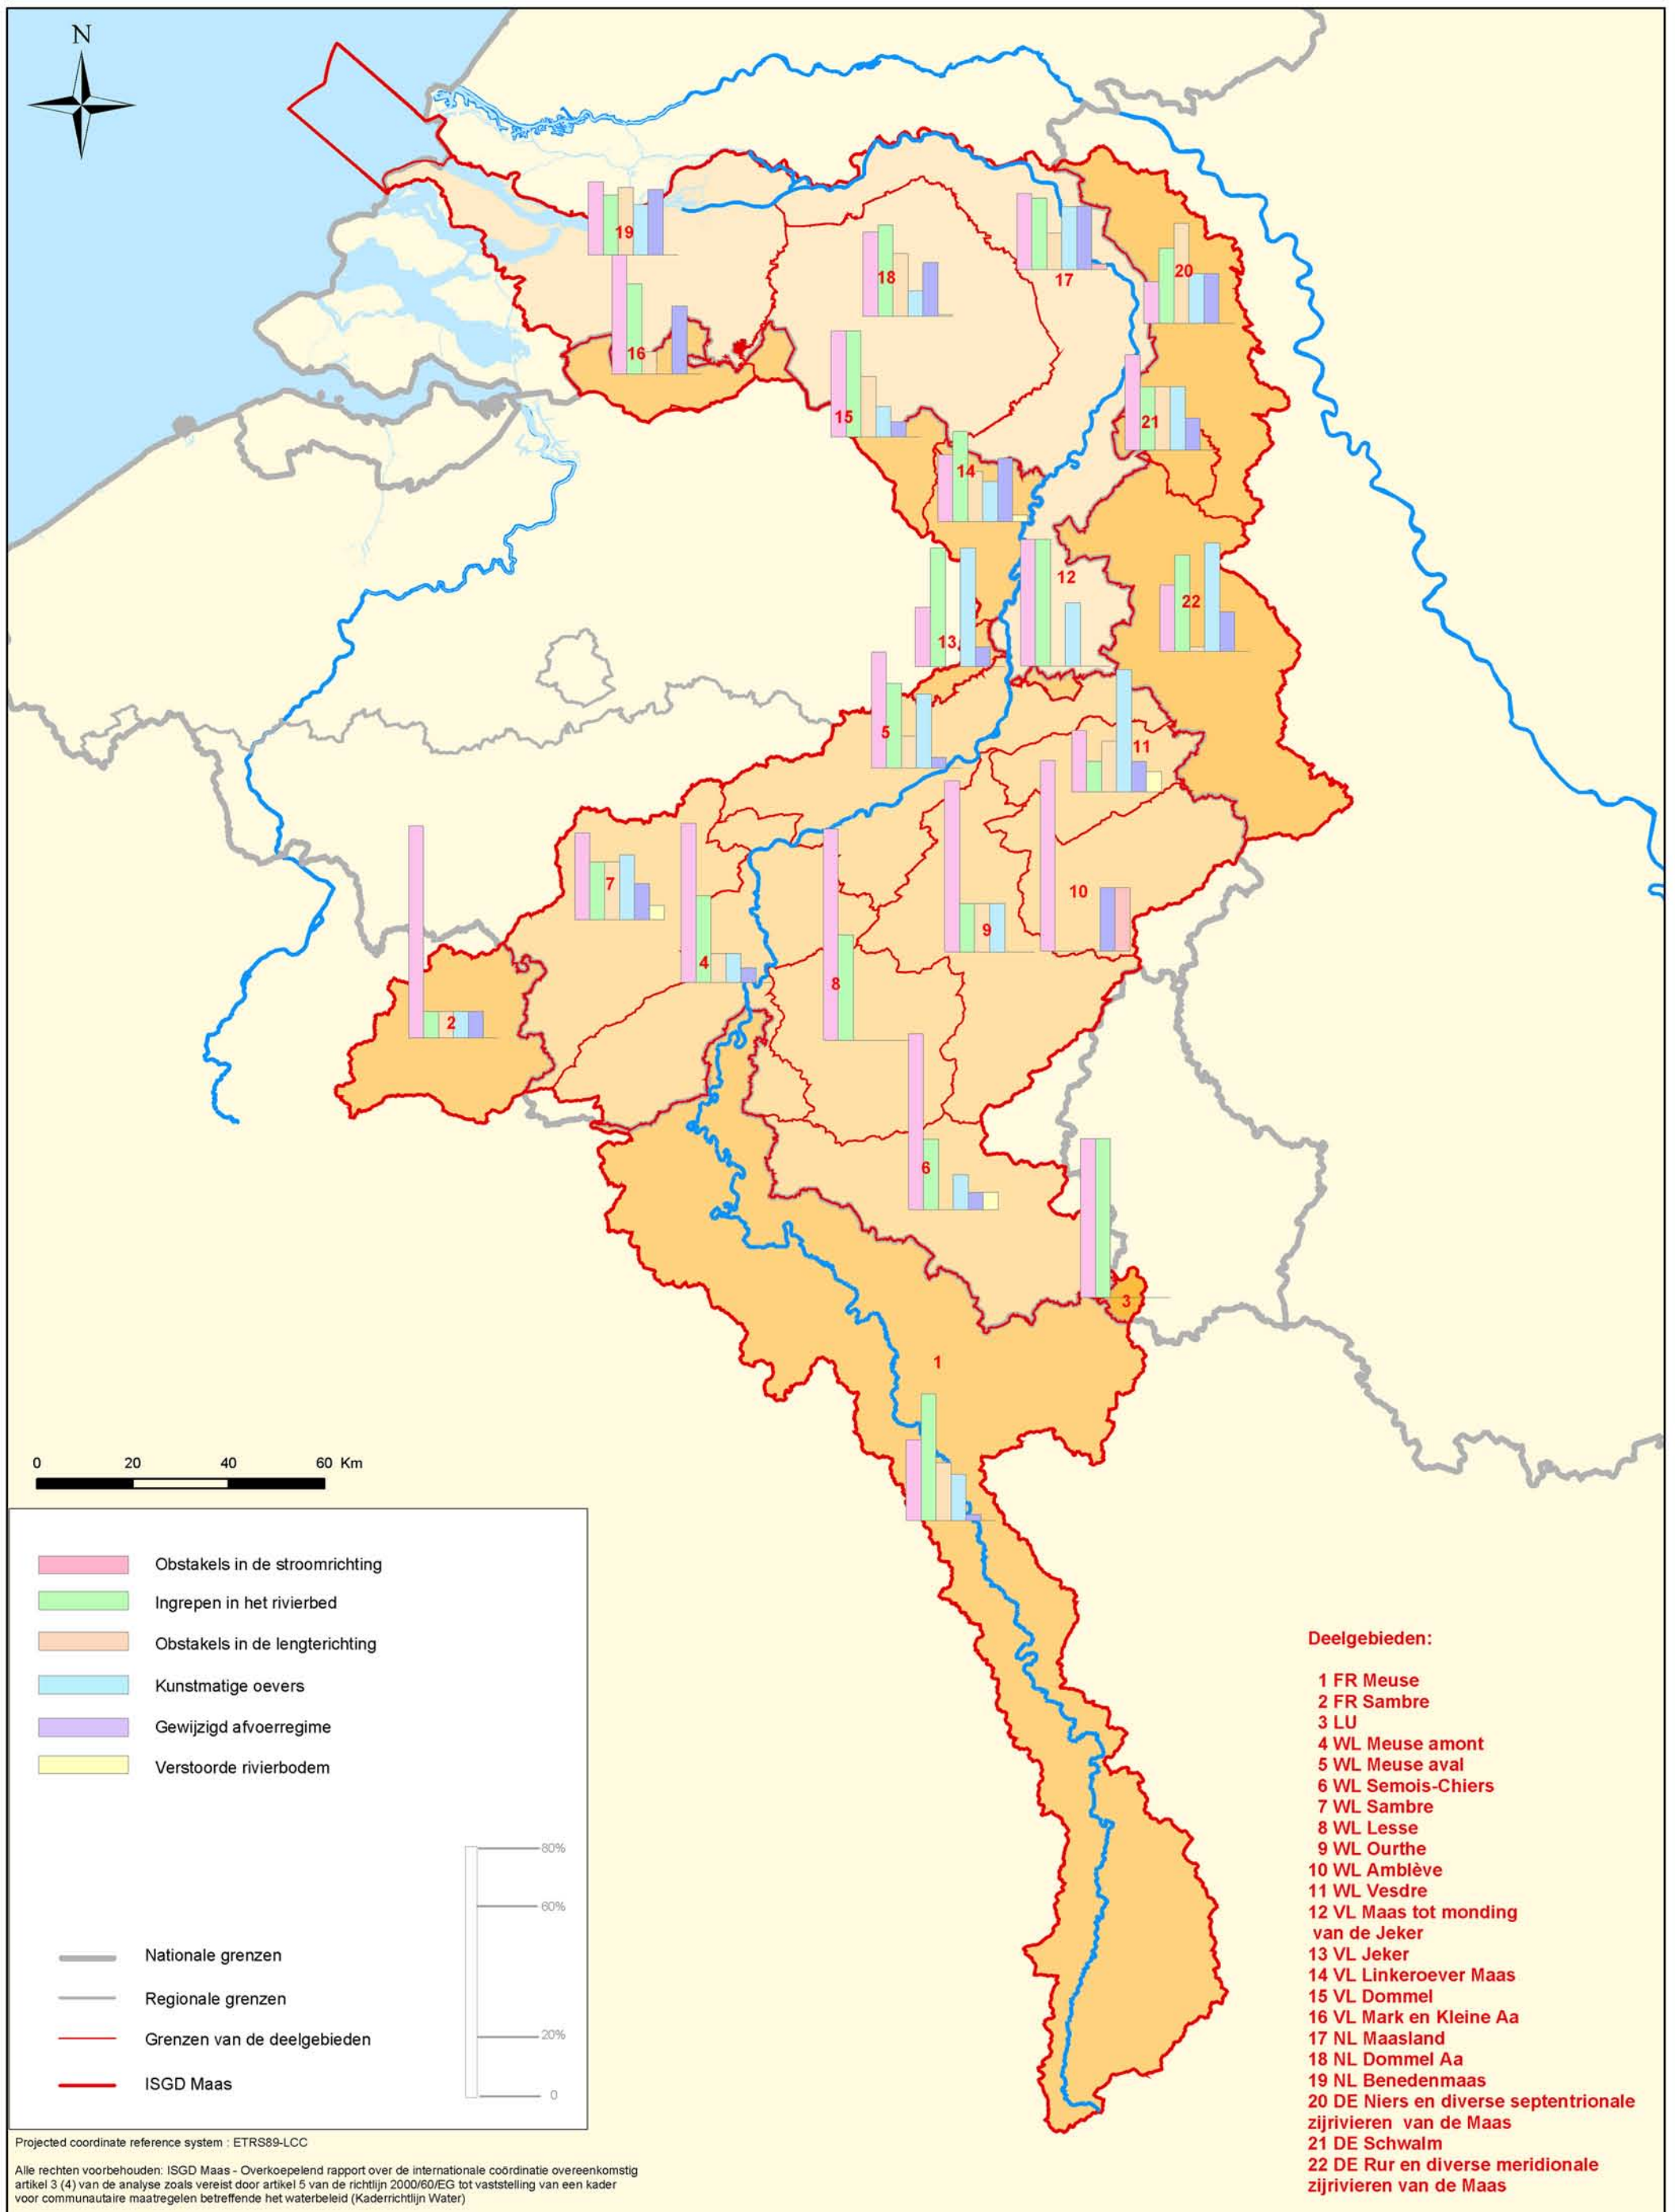 N
19
18
17
20
16
15
21
14
12
13
22
5
11
7
10
9
4
8
2
6
3
1
0 20 40 60 Km
Obstakels in de stroomrichting
Ingrepen in het rivierbed
Obstakels in de lengterichting
Kunstmatige oevers
Gewijzigd afvoerregime
Verstoorde rivierbodem
80%
60%
20%
0
Nationale grenzen
Regionale grenzen
Grenzen van de deelgebieden
ISGD Maas
Deelgebieden:
1 FR Meuse
2 FR Sambre
3 LU
4 WL Meuse amont
5 WL Meuse aval
6 WL Semois-Chiers
7 WL Sambre
8 WL Lesse
9 WL Ourthe
10 WL Amblève
11 WL Vesdre
12 VL Maas tot monding
van de Jeker
13 VL Jeker
14 VL Linkeroever Maas
15 VL Dommel
16 VL Mark en Kleine Aa
17 NL Maasland
18 NL Dommel Aa
19 NL Benedenmaas
20 DE Niers en diverse septentrionale
zijrivieren van de Maas
21 DE Schwalm
22 DE Rur en diverse meridionale
zijrivieren van de Maas
Projected coordinate reference system : ETRS89-LCC
Alle rechten voorbehouden: ISGD Maas - Overkoepelend rapport over de internationale coördinatie overeenkomstig
artikel 3 (4) van de analyse zoals vereist door artikel 5 van de richtlijn 2000/60/EG tot vaststelling van een kader
voor communautaire maatregelen betreffende het waterbeleid (Kaderrichtlijn Water)